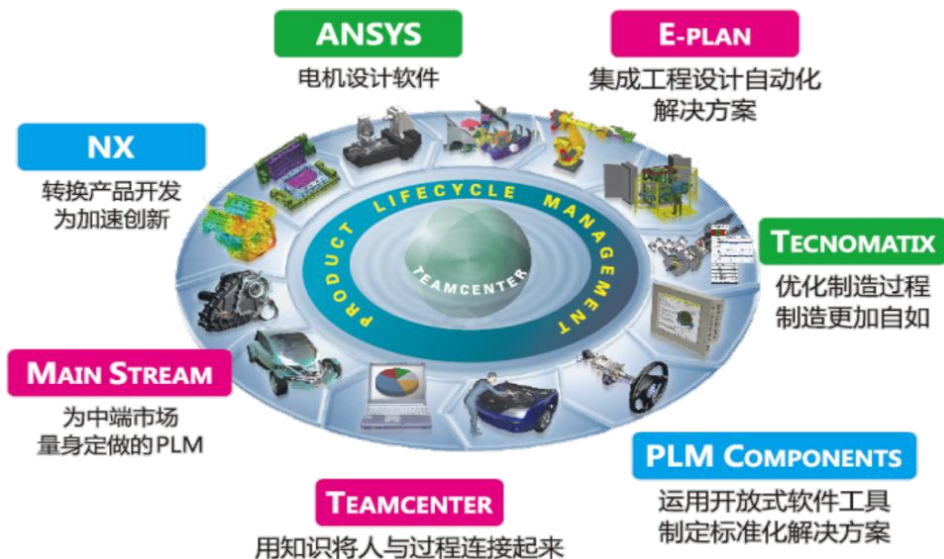 ANSYS
电机设计软件
E-PLAN
集成工程设计自动化
解决方案
NX
转换产品开发
为加速创新
PRODUCT LIFECYCLE MANAGEMENT
TEAMCENTER
TECNOMATIX
优化制造过程
制造更加自如
MAIN STREAM
为中端市场
量身定做的PLM
PLM COMPONENTS
运用开放式软件工具
制定标准化解决方案
TEAMCENTER
用知识将人与过程连接起来